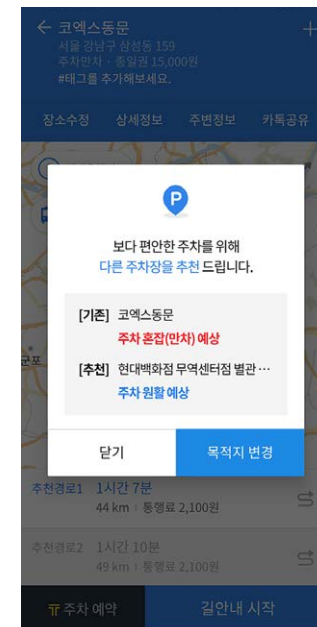 ← 코엑스동문 +
서울 강남구 삼성동 159
주차만차 - 종일권 15,000원
#태그를 추가해보세요.
장소수정 상세정보 주변정보 카톡공유
P
보다 편안한 주차를 위해
다른 주차장을 추천 드립니다.
[기존] 코엑스동문
주차 혼잡(만차) 예상
[추천] 현대백화점 무역센터점 별관 …
주차 원활 예상
군포
닫기 목적지 변경
추천경로1 1시간 7분
44 km | 통행료 2,100원
추천경로2 1시간 10분
49 km | 통행료 2,100원
주차 예약 길안내 시작